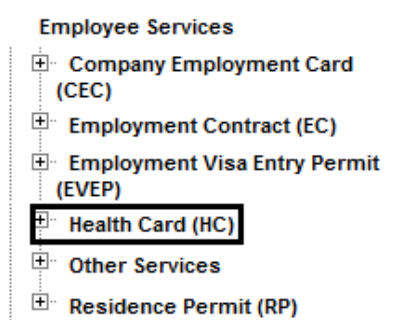 Employee Services
Company Employment Card
(CEC)
Employment Contract (EC)
Employment Visa Entry Permit
(EVEP)
Health Card (HC)
Other Services
Residence Permit (RP)